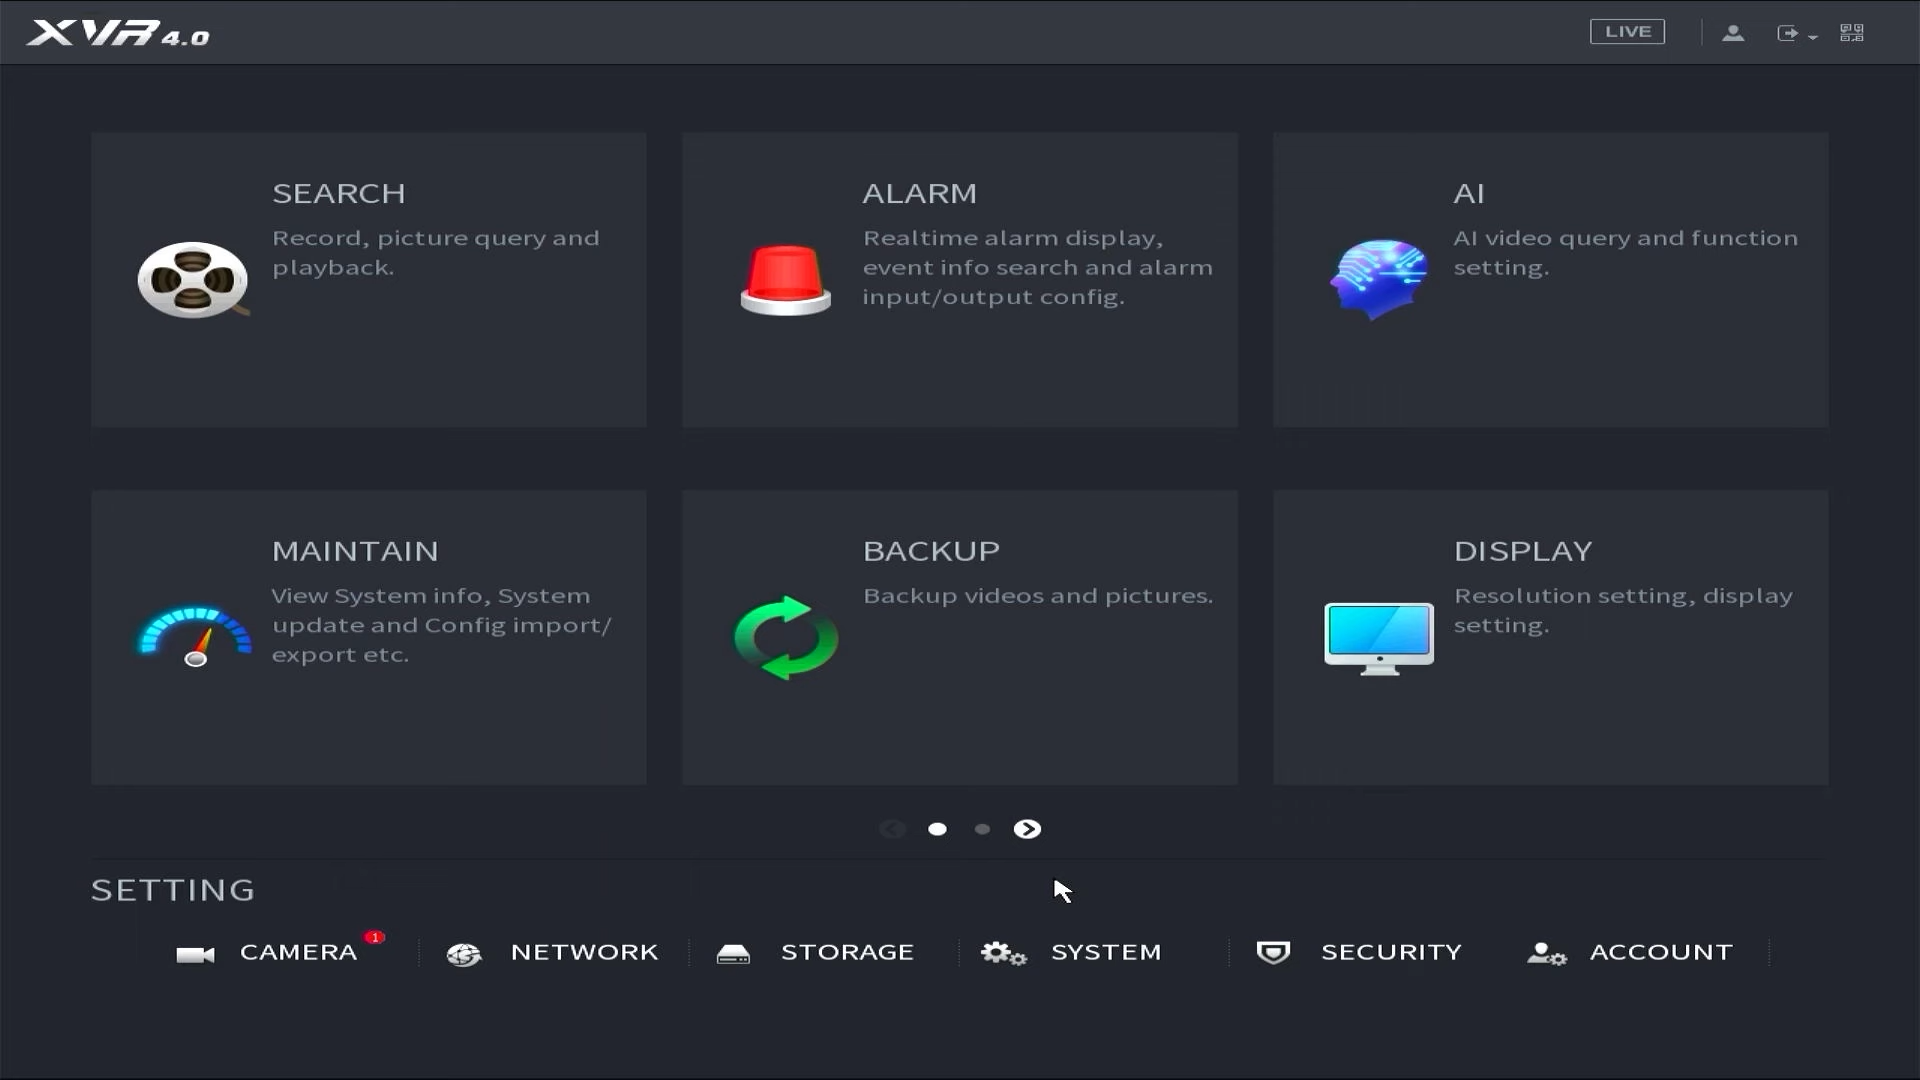 XVR 4.0
LIVE
SEARCH
Record, picture query and
playback.
ALARM
Realtime alarm display,
event info search and alarm
input/output config.
AI
AI video query and function
setting.
MAINTAIN
View System info, System
update and Config import/
export etc.
BACKUP
Backup videos and pictures.
DISPLAY
Resolution setting, display
setting.
SETTING
CAMERA 1
NETWORK
STORAGE
SYSTEM
SECURITY
ACCOUNT